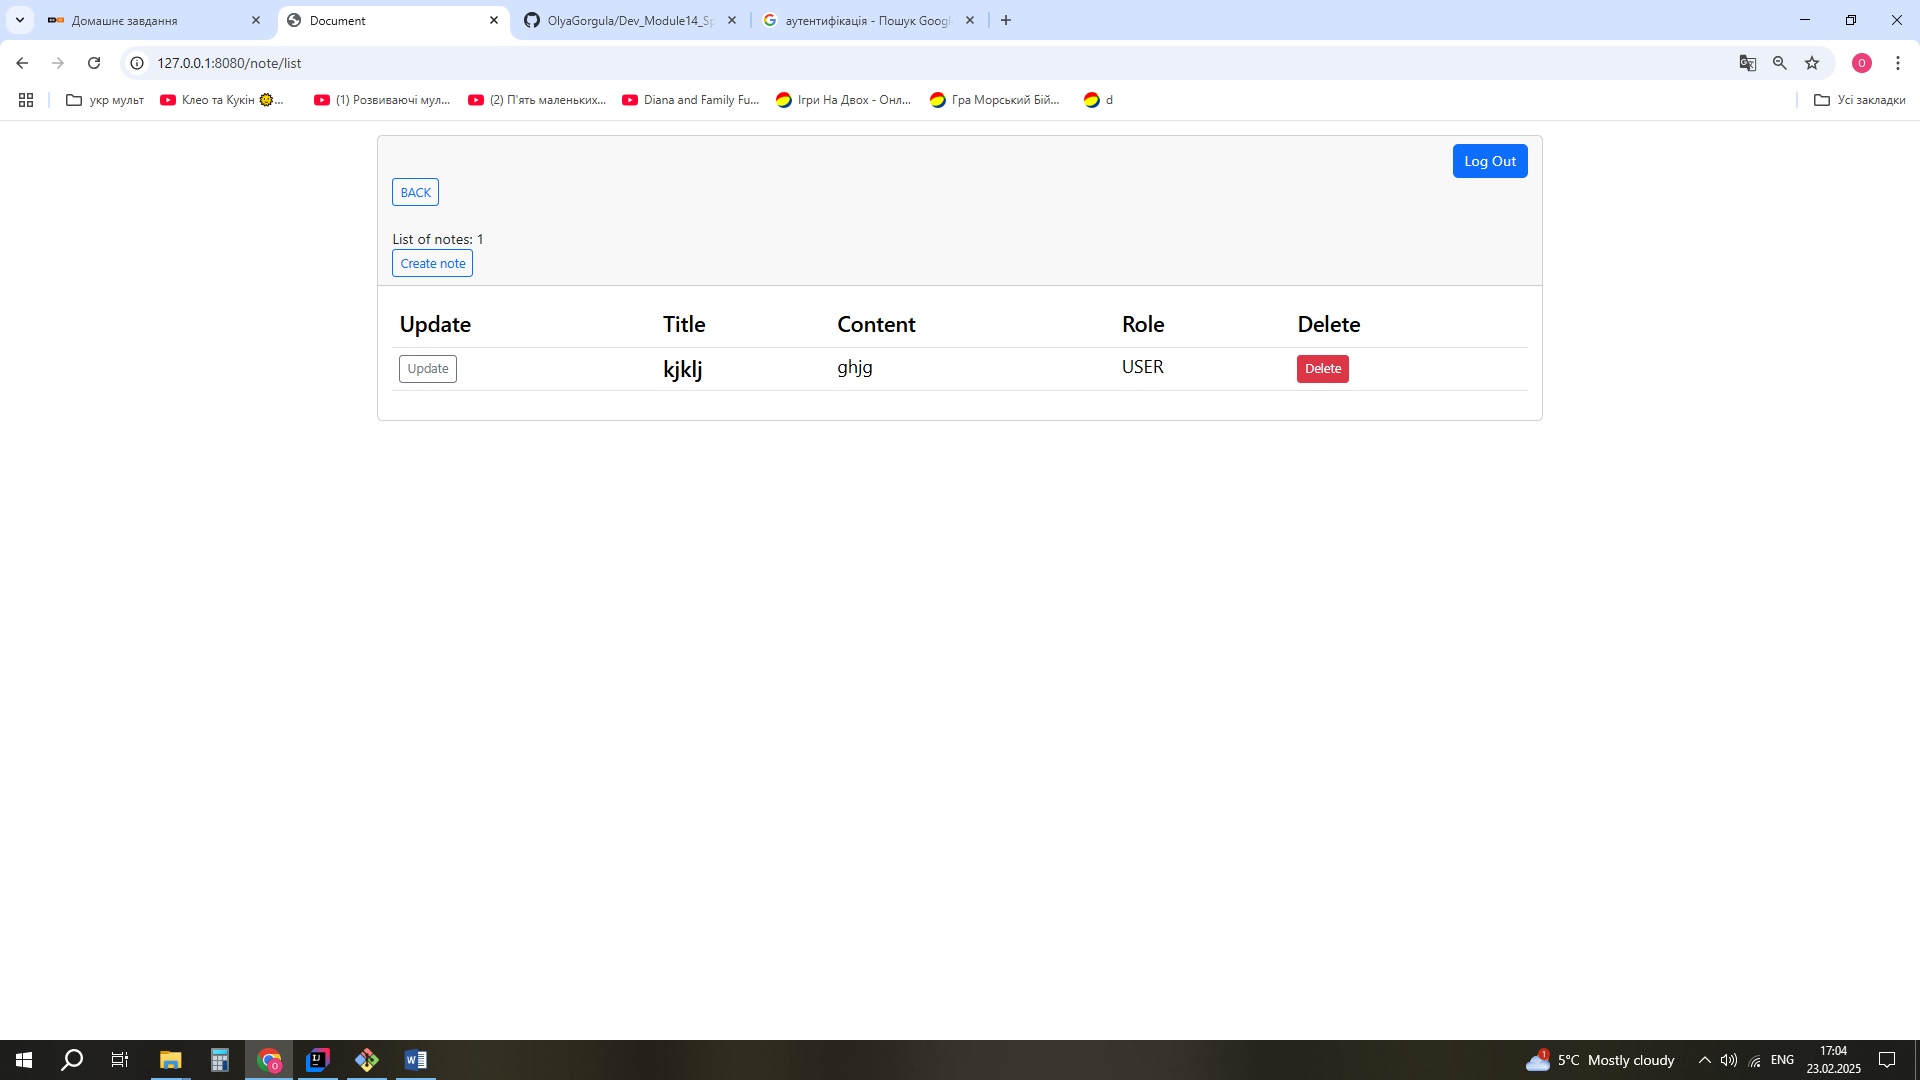 Домашнє завдання
Document
OlyaGorgula/Dev_Module14_Sp
аутентифікація - Пошук Googl
127.0.0.1:8080/note/list
O
укр мульт
Клео та Кукін 🌞...
(1) Розвиваючі мул...
(2) П'ять маленьких...
Diana and Family Fu...
Ігри На Двох - Онл...
Гра Морський Бій...
d
Усі закладки
Log Out
BACK
List of notes: 1
Create note
Update Title Content Role Delete
Update kjklj ghjg USER Delete
1
5°C Mostly cloudy
ENG
17:04
23.02.2025